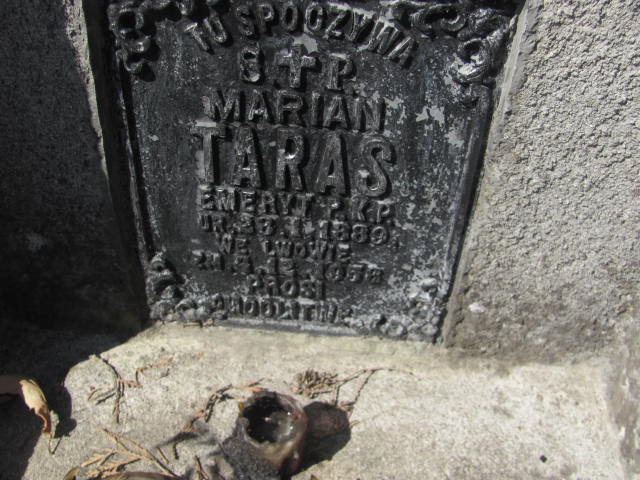 TU SPOCZYWA
Ś.†P.
MARIAN
TARAS
EMERYT P.K.P.
UR. 1889.
WE LWOWIE
ZM
PROSI
O MODLITWĘ